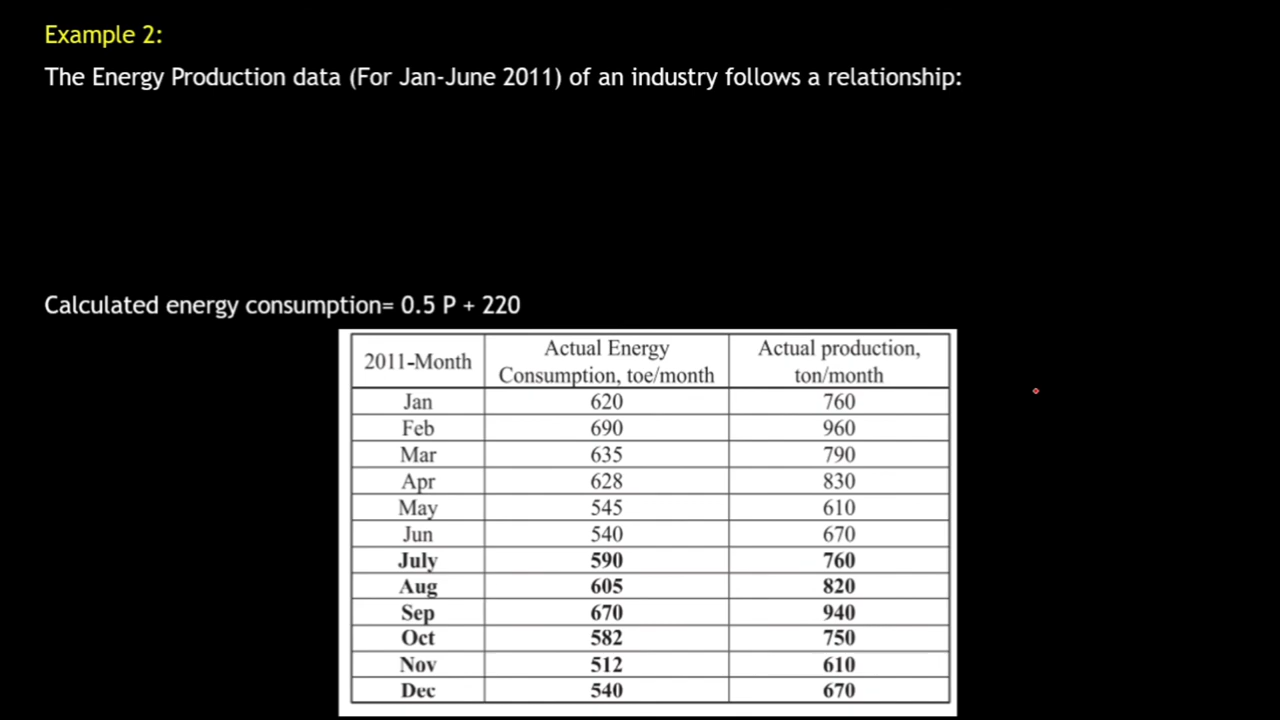 Example 2:
The Energy Production data (For Jan-June 2011) of an industry follows a relationship:
Calculated energy consumption= 0.5 P + 220
2011-Month Actual Energy Consumption, toe/month Actual production, ton/month
Jan 620 760
Feb 690 960
Mar 635 790
Apr 628 830
May 545 610
Jun 540 670
July 590 760
Aug 605 820
Sep 670 940
Oct 582 750
Nov 512 610
Dec 540 670